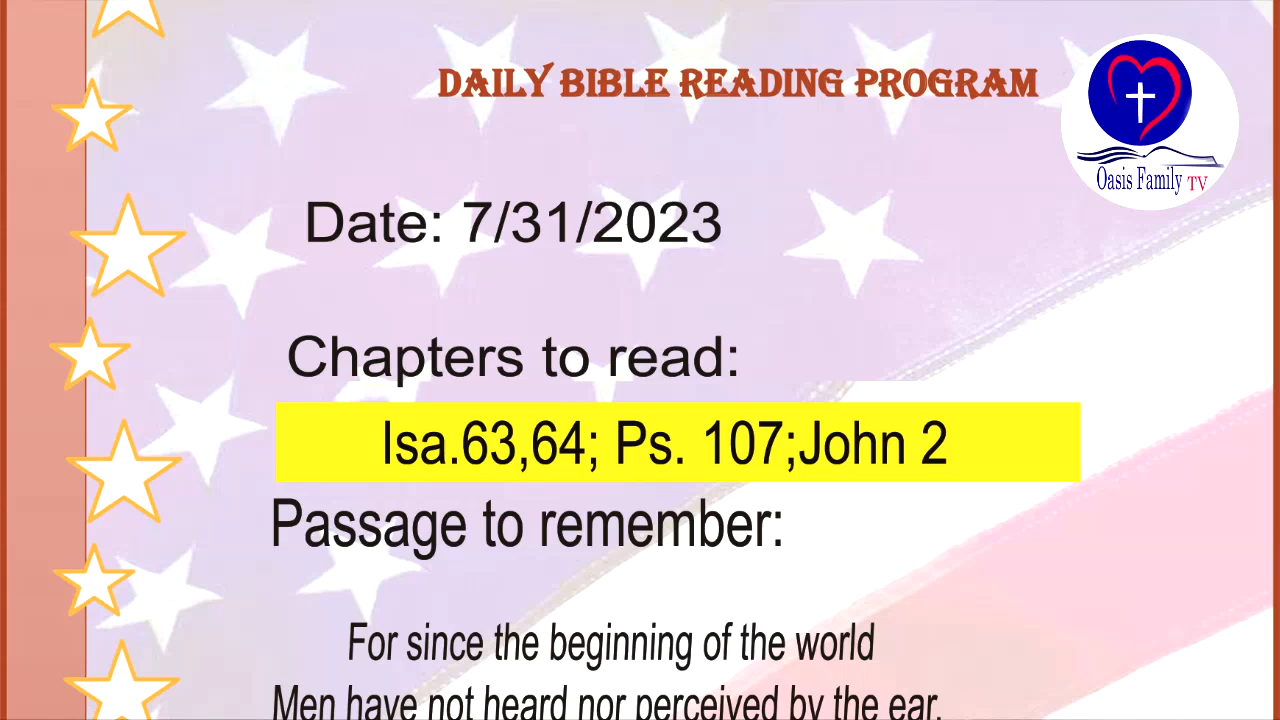 DAILY BIBLE READING PROGRAM
Oasis Family TV
Date: 7/31/2023
Chapters to read:
Isa.63,64; Ps. 107;John 2
Passage to remember:
For since the beginning of the world
Men have not heard nor perceived by the ear,